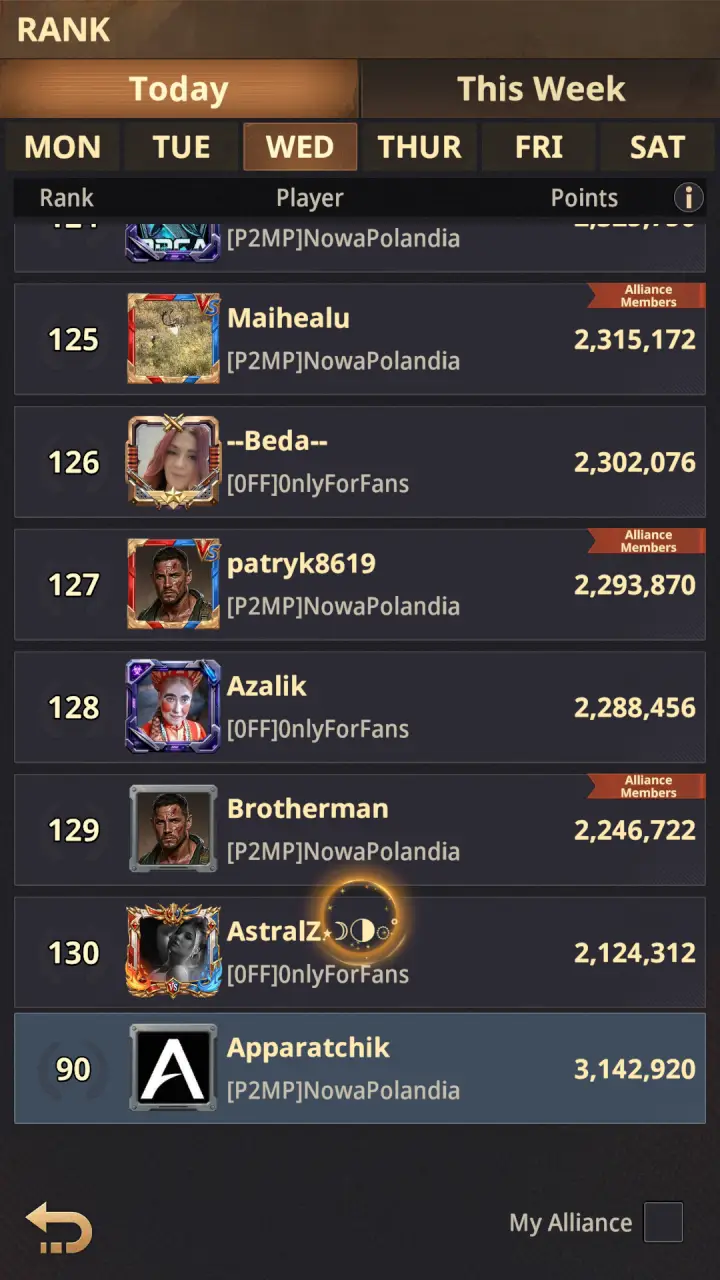 RANK
Today
This Week
MON
TUE
WED
THUR
FRI
SAT
Rank
Player
Points
[P2MP]NowaPolandia
Alliance
Members
125
Maihealu
[P2MP]NowaPolandia
2,315,172
126
--Beda--
[0FF]0nlyForFans
2,302,076
Alliance
Members
127
patryk8619
[P2MP]NowaPolandia
2,293,870
128
Azalik
[0FF]0nlyForFans
2,288,456
Alliance
Members
129
Brotherman
[P2MP]NowaPolandia
2,246,722
130
AstralZ
[0FF]0nlyForFans
2,124,312
90
Apparatchik
[P2MP]NowaPolandia
3,142,920
My Alliance